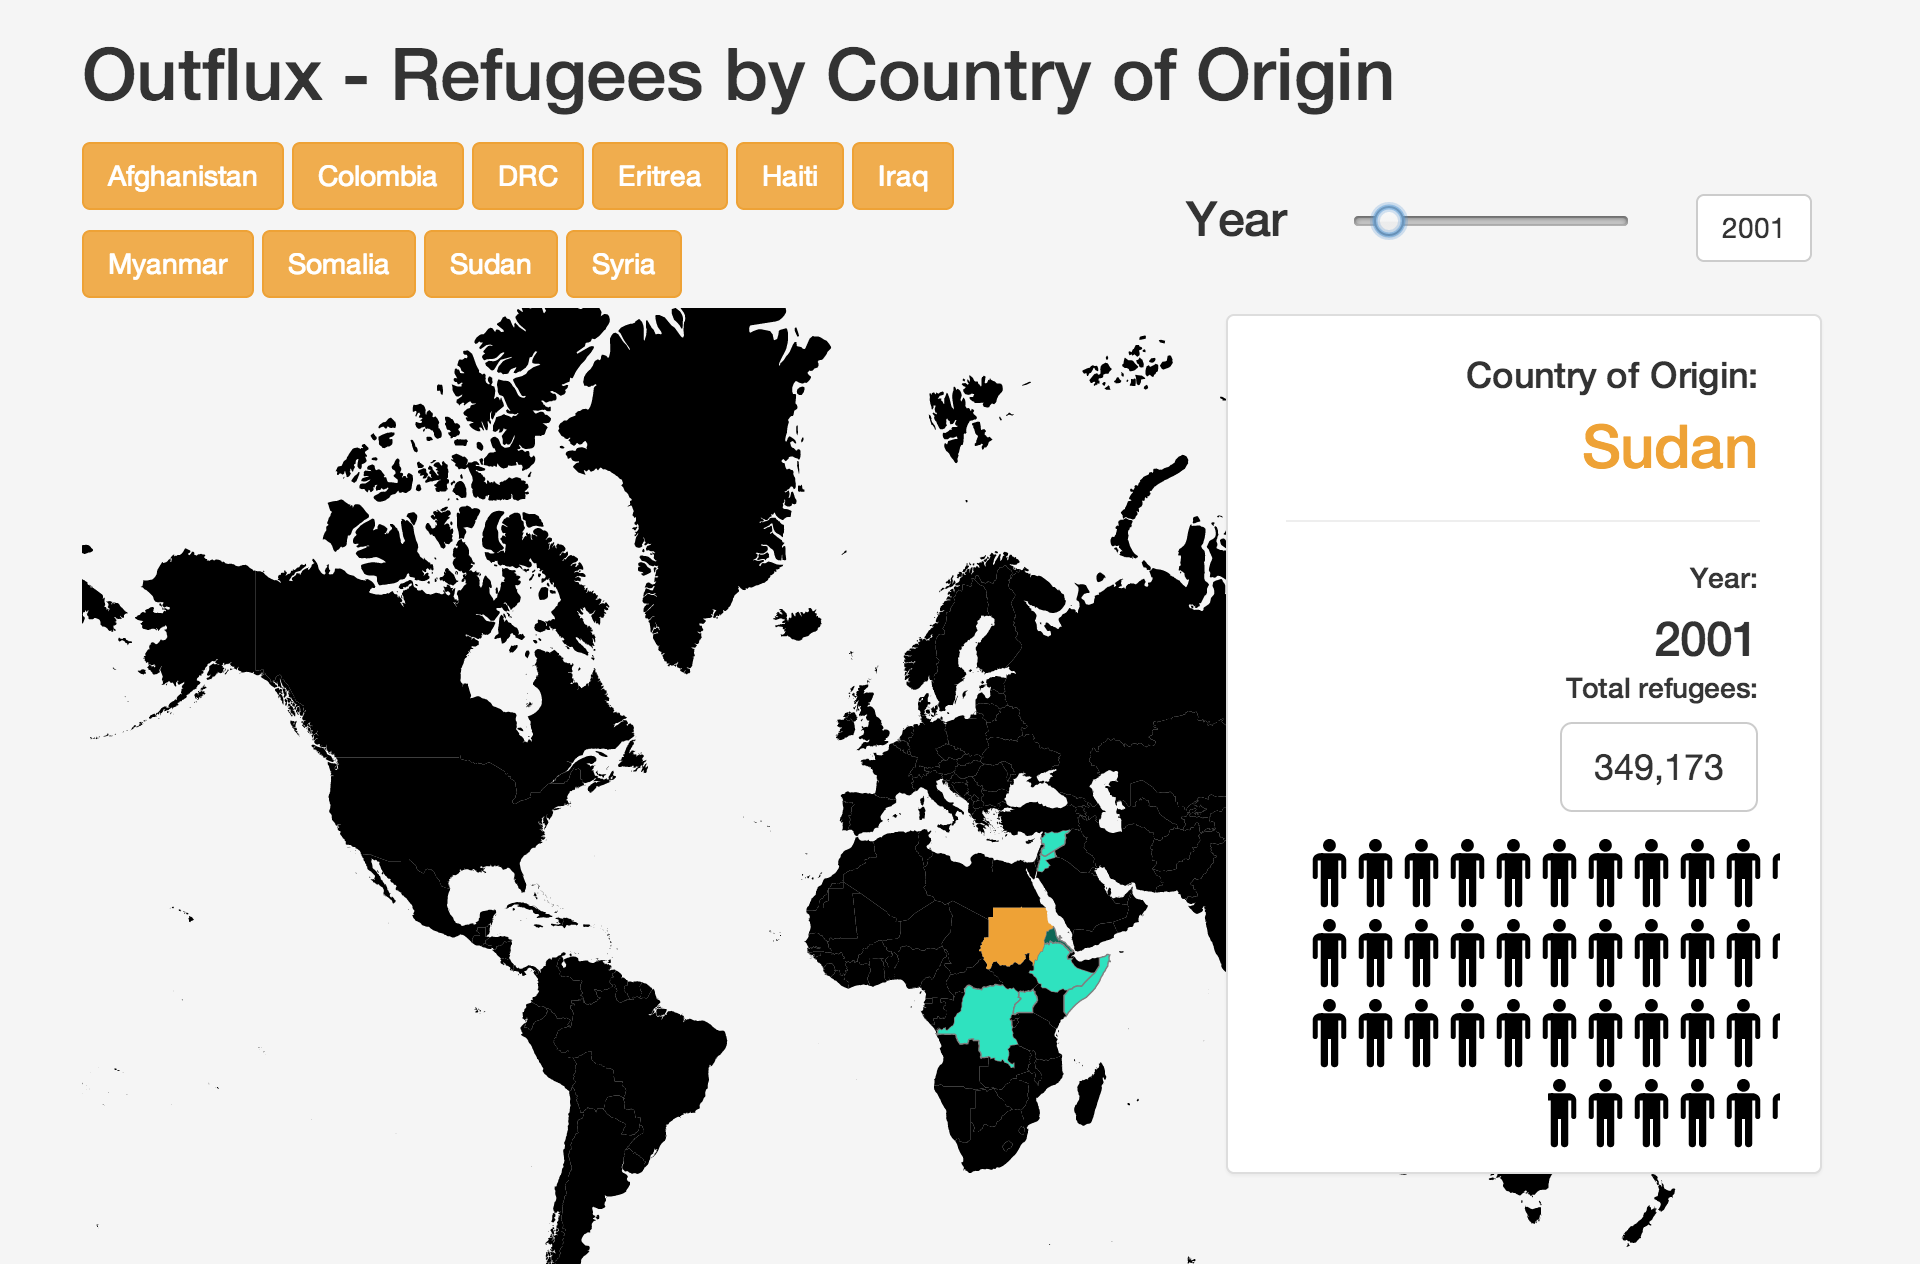 Outflux - Refugees by Country of Origin
Afghanistan Colombia DRC Eritrea Haiti Iraq
Myanmar Somalia Sudan Syria
Year 2001
Country of Origin:
Sudan
Year:
2001
Total refugees:
349,173